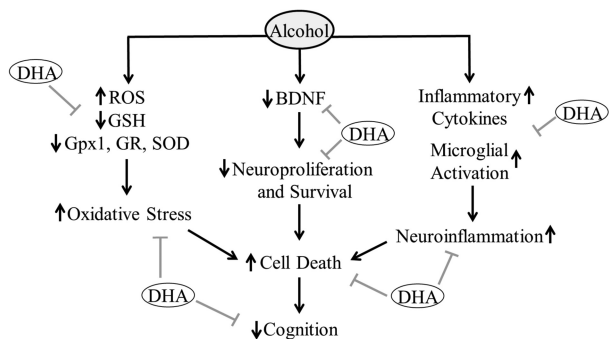 Alcohol
DHA
↑ROS
↓GSH
↓Gpx1, GR, SOD
↑Oxidative Stress
↓BDNF
DHA
↓Neuroproliferation
and Survival
Inflammatory↑
Cytokines
DHA
Microglial↑
Activation
Neuroinflammation↑
↑Cell Death
DHA
DHA
↓Cognition